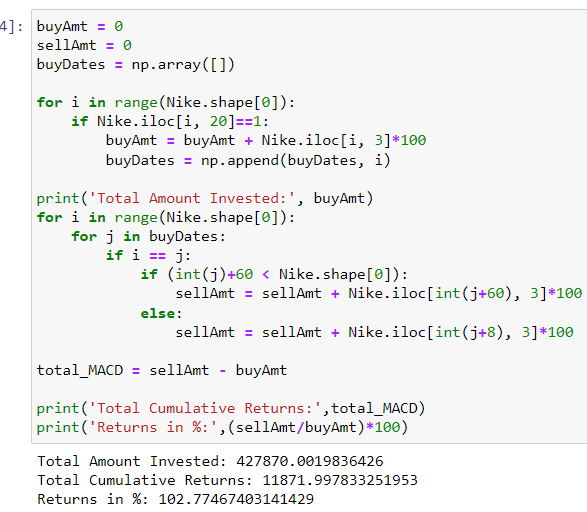 4]: buyAmt = 0
sellAmt = 0
buyDates = np.array([])
for i in range(Nike.shape[0]):
    if Nike.iloc[i, 20]==1:
        buyAmt = buyAmt + Nike.iloc[i, 3]*100
        buyDates = np.append(buyDates, i)
print('Total Amount Invested:', buyAmt)
for i in range(Nike.shape[0]):
    for j in buyDates:
        if i == j:
            if (int(j)+60 < Nike.shape[0]):
                sellAmt = sellAmt + Nike.iloc[int(j+60), 3]*100
            else:
                sellAmt = sellAmt + Nike.iloc[int(j+8), 3]*100
total_MACD = sellAmt - buyAmt
print('Total Cumulative Returns:',total_MACD)
print('Returns in %:',(sellAmt/buyAmt)*100)
Total Amount Invested: 427870.0019836426
Total Cumulative Returns: 11871.997833251953
Returns in %: 102.77467403141429